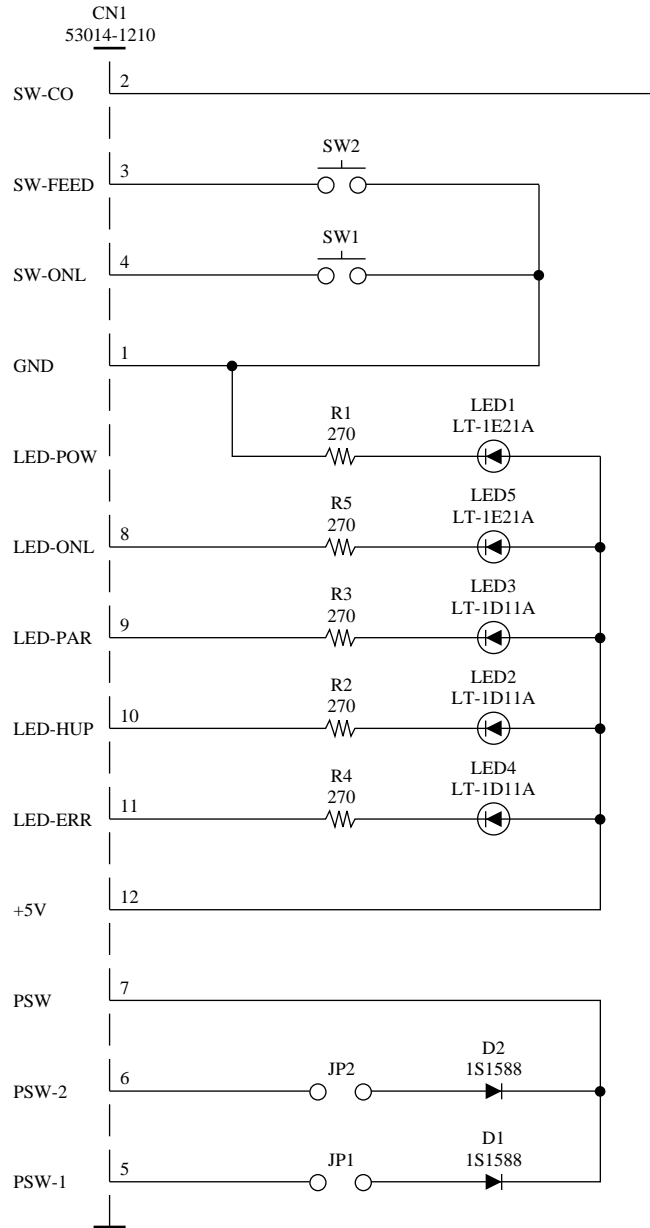 CN1
53014-1210
SW-CO 2
SW2
SW-FEED 3
SW1
SW-ONL 4
GND 1
R1
270
LED1
LT-1E21A
LED-POW
R5
270
LED5
LT-1E21A
LED-ONL 8
R3
270
LED3
LT-1D11A
LED-PAR 9
R2
270
LED2
LT-1D11A
LED-HUP 10
R4
270
LED4
LT-1D11A
LED-ERR 11
+5V 12
PSW 7
D2
1S1588
PSW-2 6 JP2
D1
1S1588
PSW-1 5 JP1